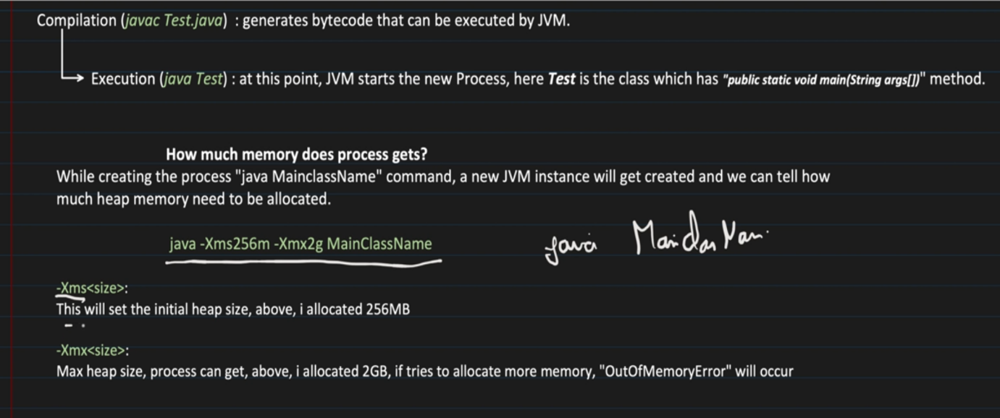 Compilation (javac Test.java) : generates bytecode that can be executed by JVM.
Execution (java Test) : at this point, JVM starts the new Process, here Test is the class which has "public static void main(String args[])" method.
How much memory does process gets?
While creating the process "java MainclassName" command, a new JVM instance will get created and we can tell how
much heap memory need to be allocated.
java -Xms256m -Xmx2g MainClassName
java
-Xms<size>:
This will set the initial heap size, above, i allocated 256MB
-Xmx<size>:
Max heap size, process can get, above, i allocated 2GB, if tries to allocate more memory, "OutOfMemoryError" will occur